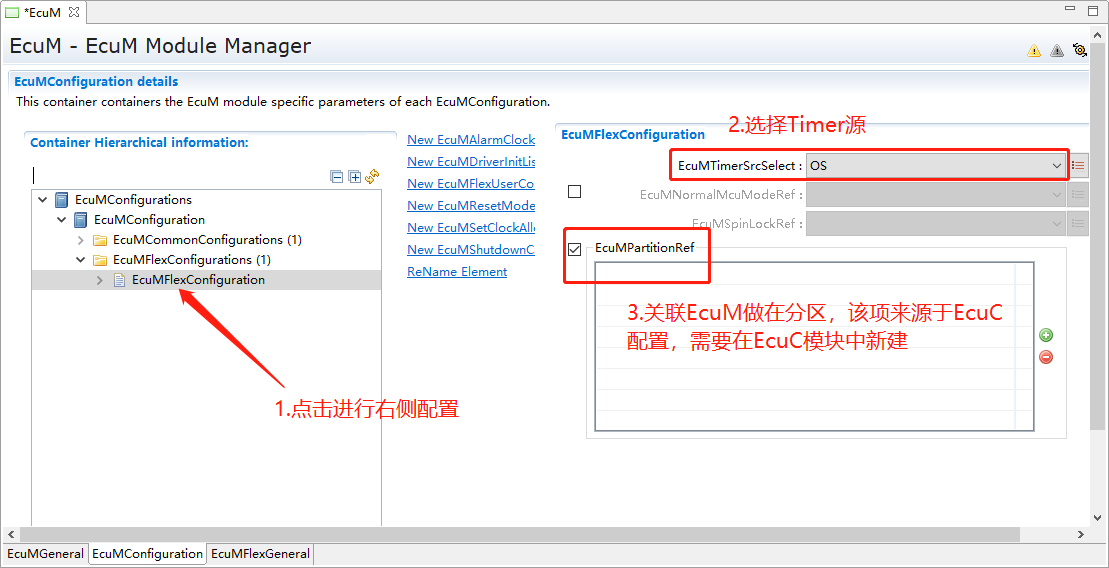 *EcuM
EcuM - EcuM Module Manager
EcuMConfiguration details
This container containers the EcuM module specific parameters of each EcuMConfiguration.
Container Hierarchical information:
EcuMConfigurations
EcuMConfiguration
EcuMCommonConfigurations (1)
EcuMFlexConfigurations (1)
EcuMFlexConfiguration
1.点击进行右侧配置
New EcuMAlarmClock
New EcuMDriverInitLis
New EcuMFlexUserCo
New EcuMResetMode
New EcuMSetClockAll
New EcuMShutdownC
ReName Element
EcuMFlexConfiguration
2.选择Timer源
EcuMTimerSrcSelect : OS
EcuMNormalMcuModeRef :
EcuMSpinLockRef :
EcuMPartitionRef
3.关联EcuM做在分区，该项来源于EcuC
配置，需要在EcuC模块中新建
EcuMGeneral EcuMConfiguration EcuMFlexGeneral